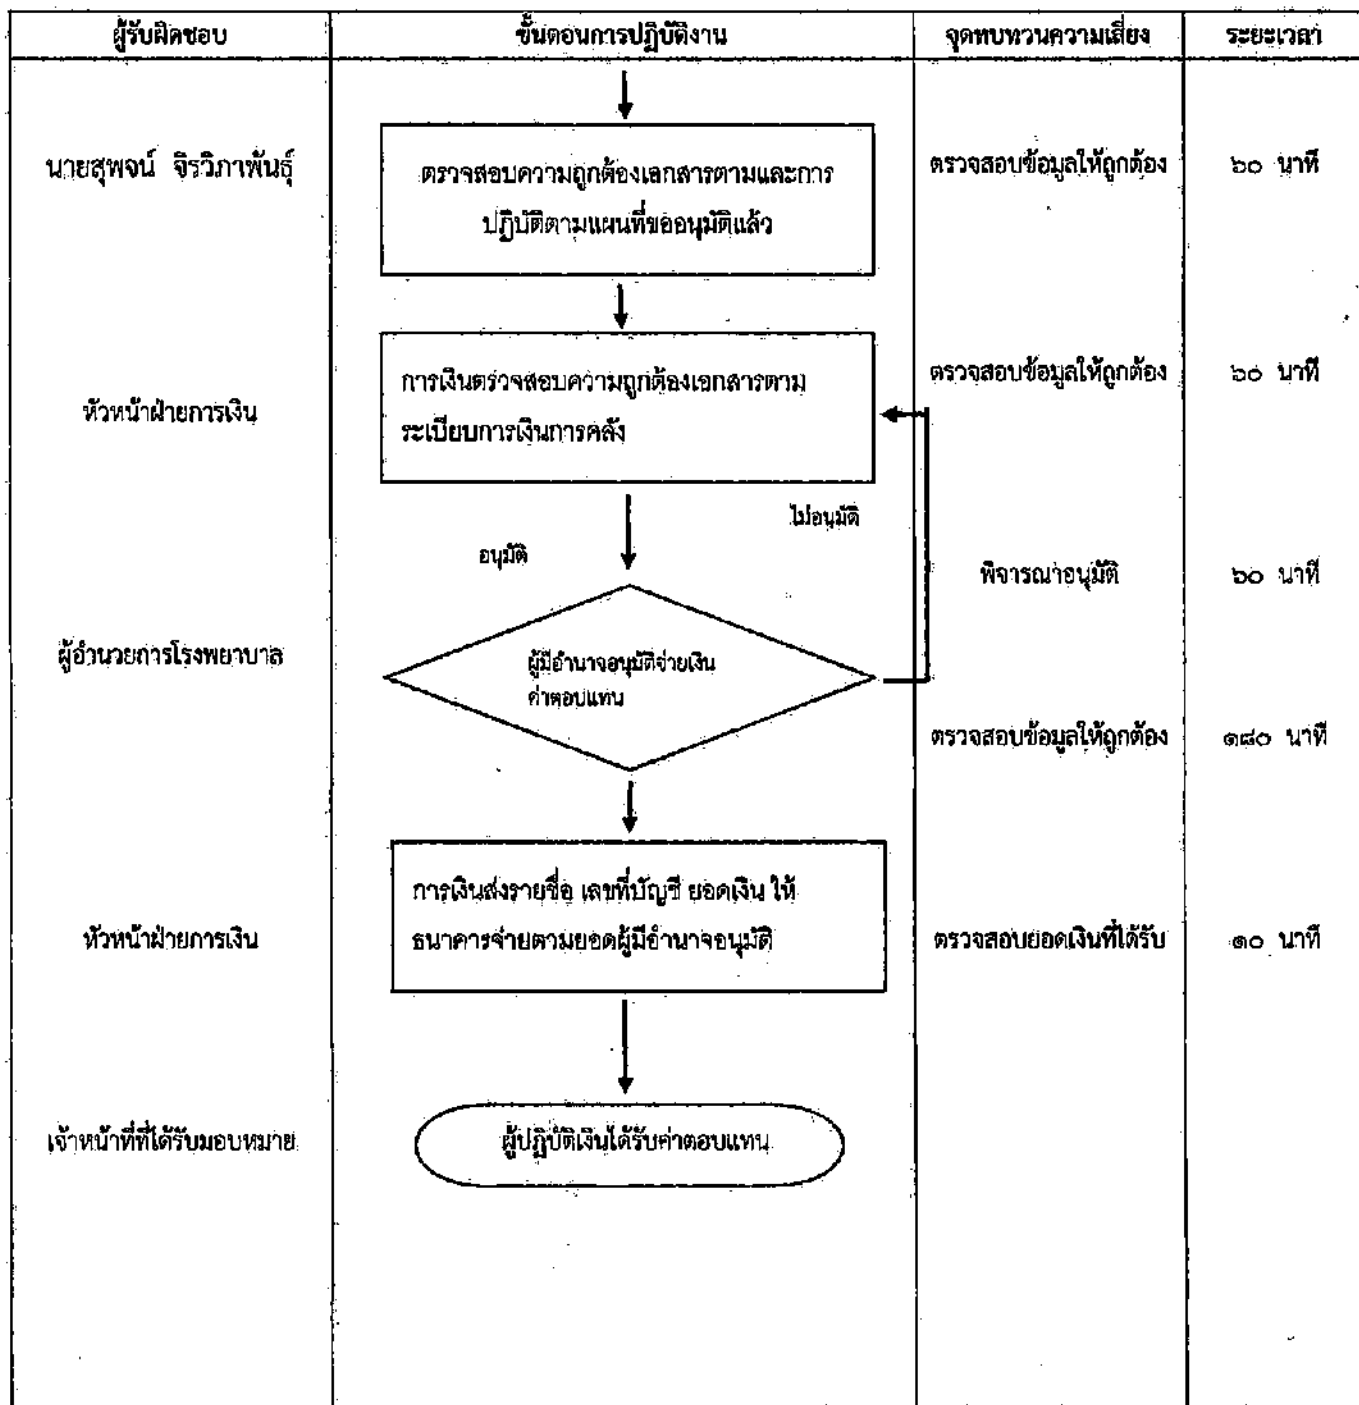 ผู้รับผิดชอบ ขั้นตอนการปฏิบัติงาน จุดทบทวนความเสี่ยง ระยะเวลา
นายสุพจน์ จิรวิภาพันธุ์
ตรวจสอบความถูกต้องเอกสารตามและการ
ปฏิบัติตามแผนที่ขออนุมัติแล้ว
ตรวจสอบข้อมูลให้ถูกต้อง ๖๐ นาที
หัวหน้าฝ่ายการเงิน
การเงินตรวจสอบความถูกต้องเอกสารตาม
ระเบียบการเงินการคลัง
ตรวจสอบข้อมูลให้ถูกต้อง ๖๐ นาที
ไม่อนุมัติ
อนุมัติ
พิจารณาอนุมัติ ๖๐ นาที
ผู้อำนวยการโรงพยาบาล
ผู้มีอำนาจอนุมัติจ่ายเงิน
ค่าตอบแทน
ตรวจสอบข้อมูลให้ถูกต้อง ๑๘๐ นาที
หัวหน้าฝ่ายการเงิน
การเงินส่งรายชื่อ เลขที่บัญชี ยอดเงิน ให้
ธนาคารจ่ายตามยอดผู้มีอำนาจอนุมัติ
ตรวจสอบยอดเงินที่ได้รับ ๑๐ นาที
เจ้าหน้าที่ที่ได้รับมอบหมาย
ผู้ปฏิบัติเงินได้รับค่าตอบแทน